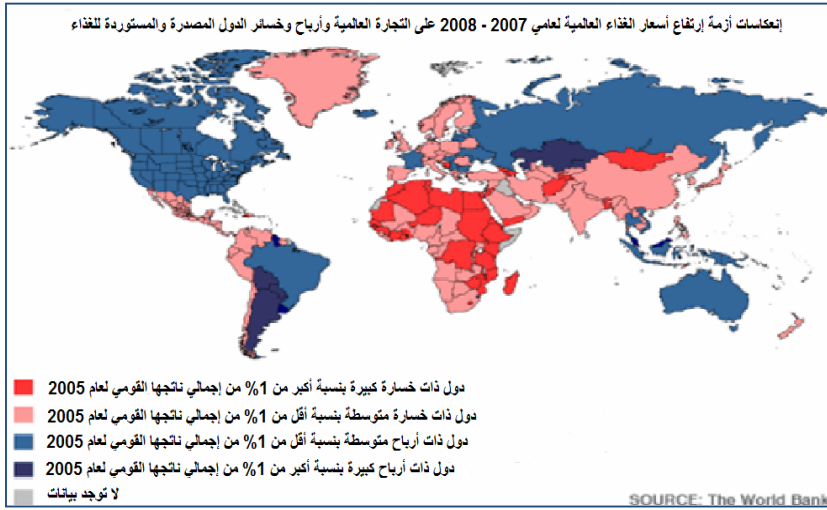 إنعكاسات أزمة إرتفاع أسعار الغذاء العالمية لعامي 2007 - 2008 على التجارة العالمية وأرباح وخسائر الدول المصدرة والمستوردة للغذاء
دول ذات خسارة كبيرة بنسبة أكبر من 1% من إجمالي ناتجها القومي لعام 2005
دول ذات خسارة متوسطة بنسبة أقل من 1% من إجمالي ناتجها القومي لعام 2005
دول ذات أرباح متوسطة بنسبة أقل من 1% من إجمالي ناتجها القومي لعام 2005
دول ذات أرباح كبيرة بنسبة أكبر من 1% من إجمالي ناتجها القومي لعام 2005
لا توجد بيانات
SOURCE: The World Bank